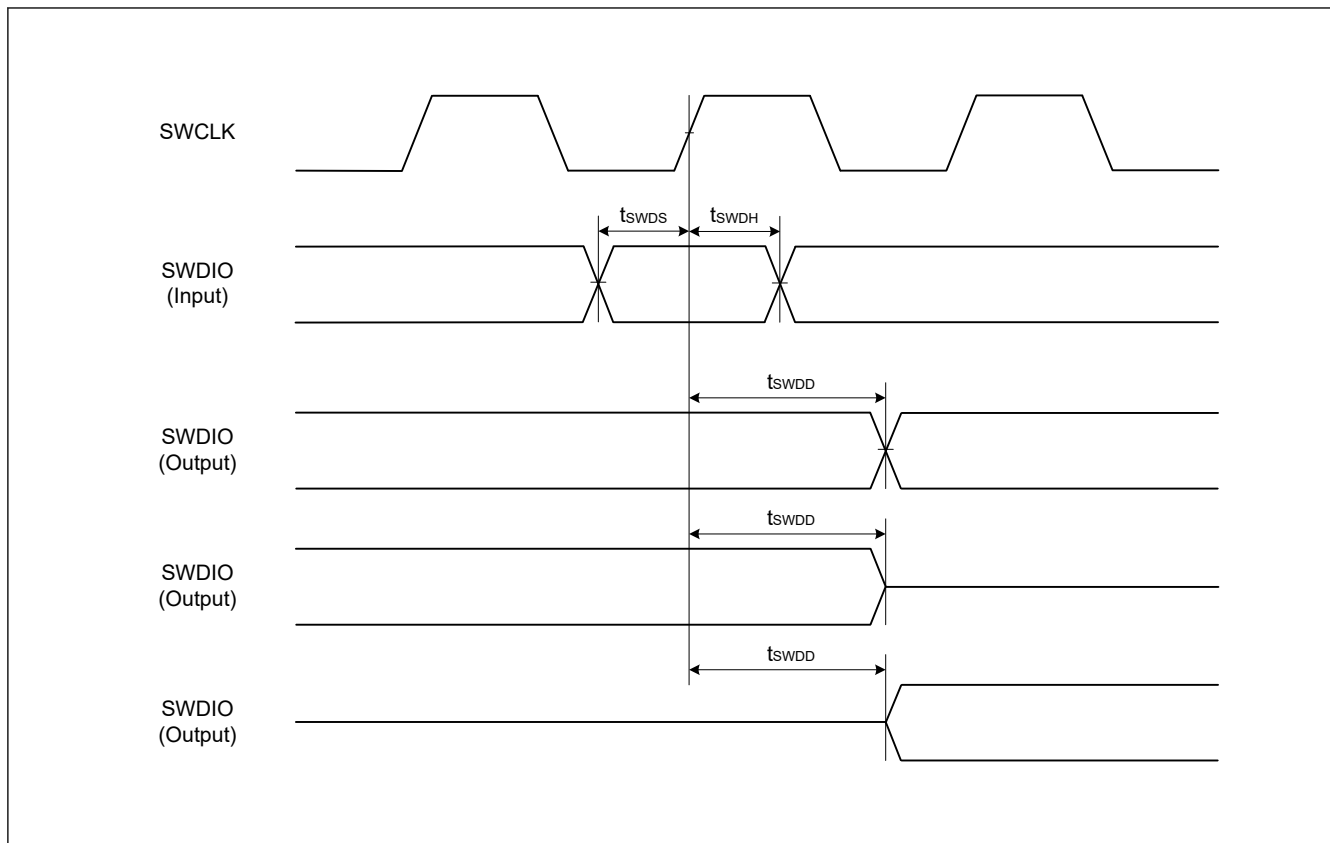 SWCLK
tSWDS
tSWDH
SWDIO
(Input)
tSWDD
SWDIO
(Output)
tSWDD
SWDIO
(Output)
tSWDD
SWDIO
(Output)